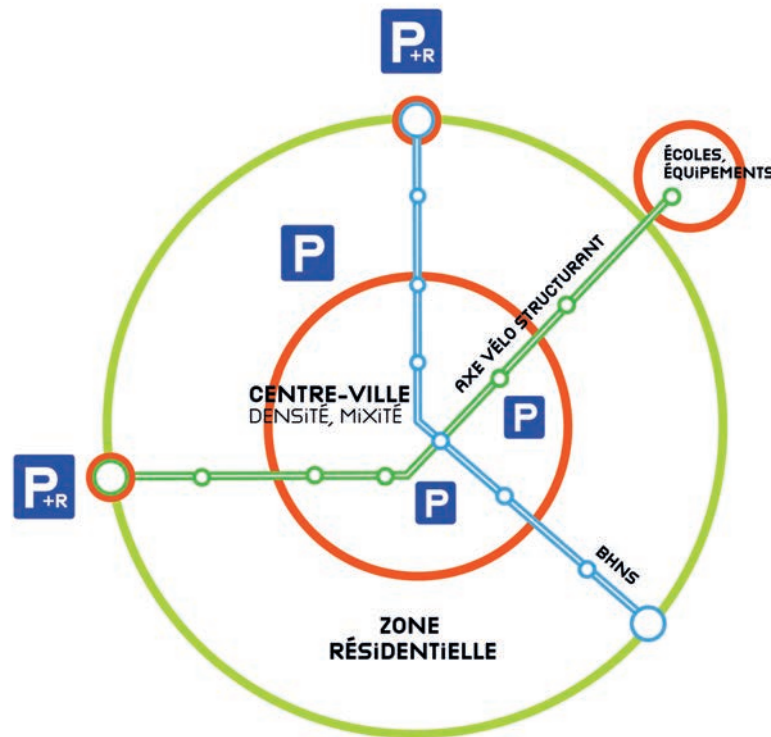 P+R
ÉCOLES,
ÉQUiPEMENTS
P
AXE VÉLO STRUCTURANT
CENTRE-ViLLE
DENSiTÉ, MiXiTÉ
P
P+R
P
BHNS
ZONE
RÉSiDENTiELLE